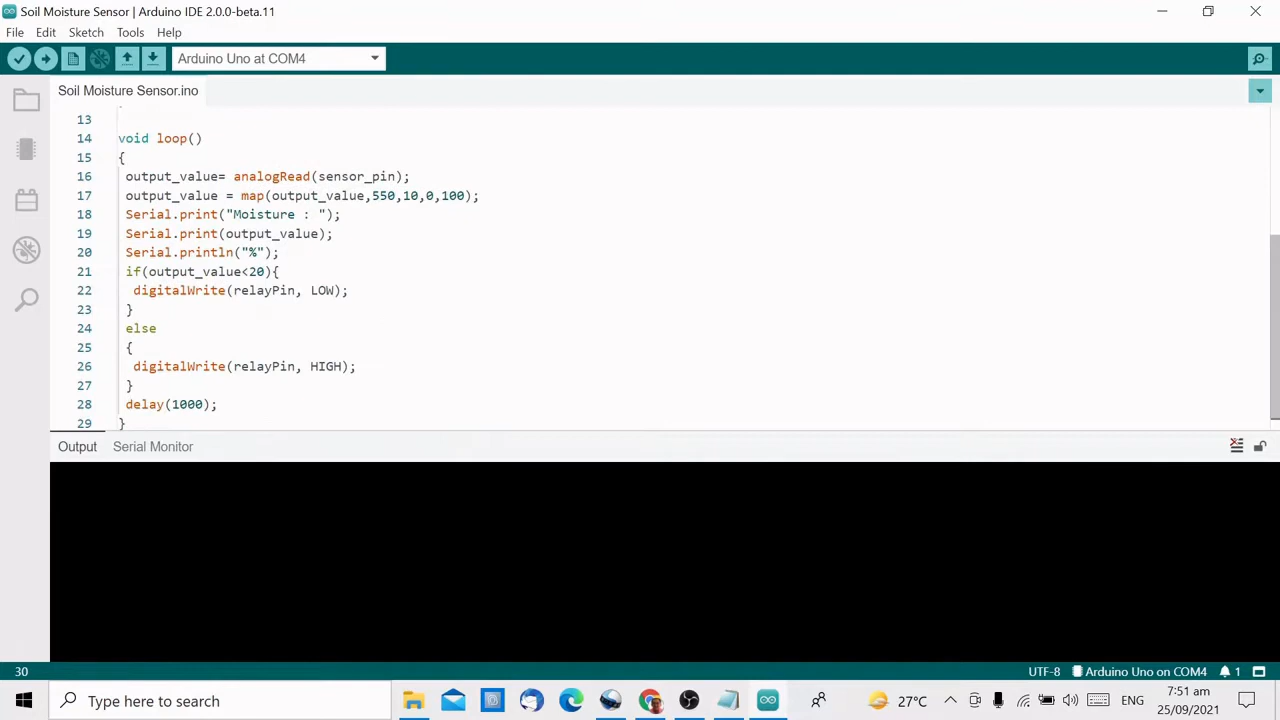 Soil Moisture Sensor | Arduino IDE 2.0.0-beta.11
File Edit Sketch Tools Help
Arduino Uno at COM4
Soil Moisture Sensor.ino
13
14 void loop()
15 {
16 output_value= analogRead(sensor_pin);
17 output_value = map(output_value,550,10,0,100);
18 Serial.print("Moisture : ");
19 Serial.print(output_value);
20 Serial.println("%");
21 if(output_value<20){
22 digitalWrite(relayPin, LOW);
23 }
24 else
25 {
26 digitalWrite(relayPin, HIGH);
27 }
28 delay(1000);
29 }
Output Serial Monitor
30 UTF-8 Arduino Uno on COM4 1
Type here to search 27°C ENG 7:51 am
25/09/2021